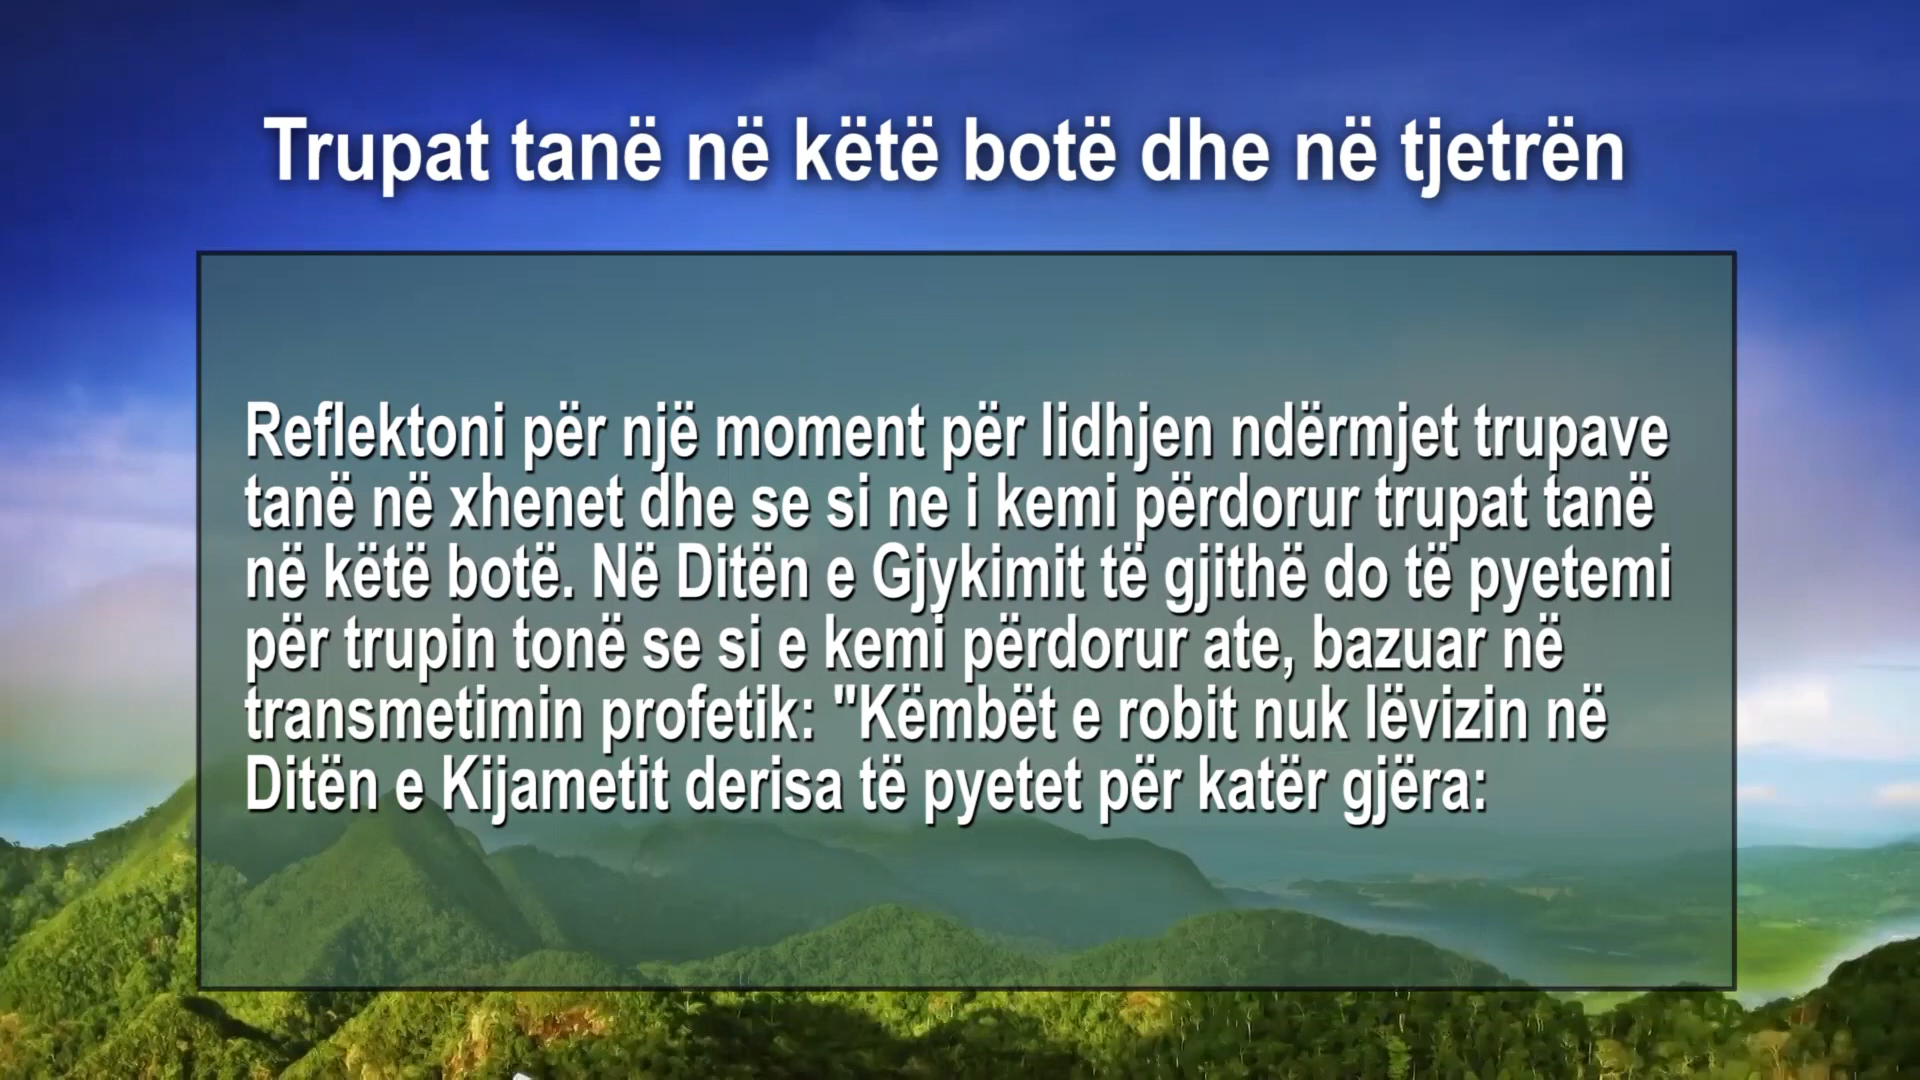 Trupat tanë në këtë botë dhe në tjetrën
Reflektoni për një moment për lidhjen ndërmjet trupave
tanë në xhenet dhe se si ne i kemi përdorur trupat tanë
në këtë botë. Në Ditën e Gjykimit të gjithë do të pyetemi
për trupin tonë se si e kemi përdorur ate, bazuar në
transmetimin profetik: "Këmbët e robit nuk lëvizin në
Ditën e Kijametit derisa të pyetet për katër gjëra: